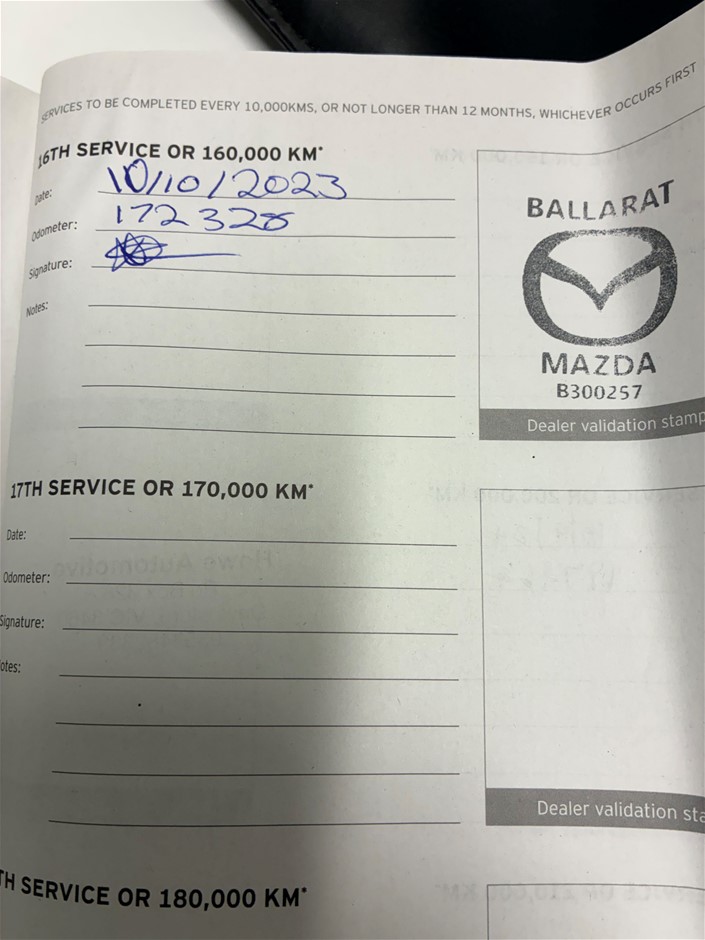 SERVICES TO BE COMPLETED EVERY 10,000KMS, OR NOT LONGER THAN 12 MONTHS, WHICHEVER OCCURS FIRST
16TH SERVICE OR 160,000 KM*
Date: 10/10/2023
Odometer: 172328
Signature:
Notes:
BALLARAT
MAZDA
B300257
Dealer validation stamp
17TH SERVICE OR 170,000 KM*
Date:
Odometer:
Signature:
otes:
Dealer validation sta
TH SERVICE OR 180,000 KM*